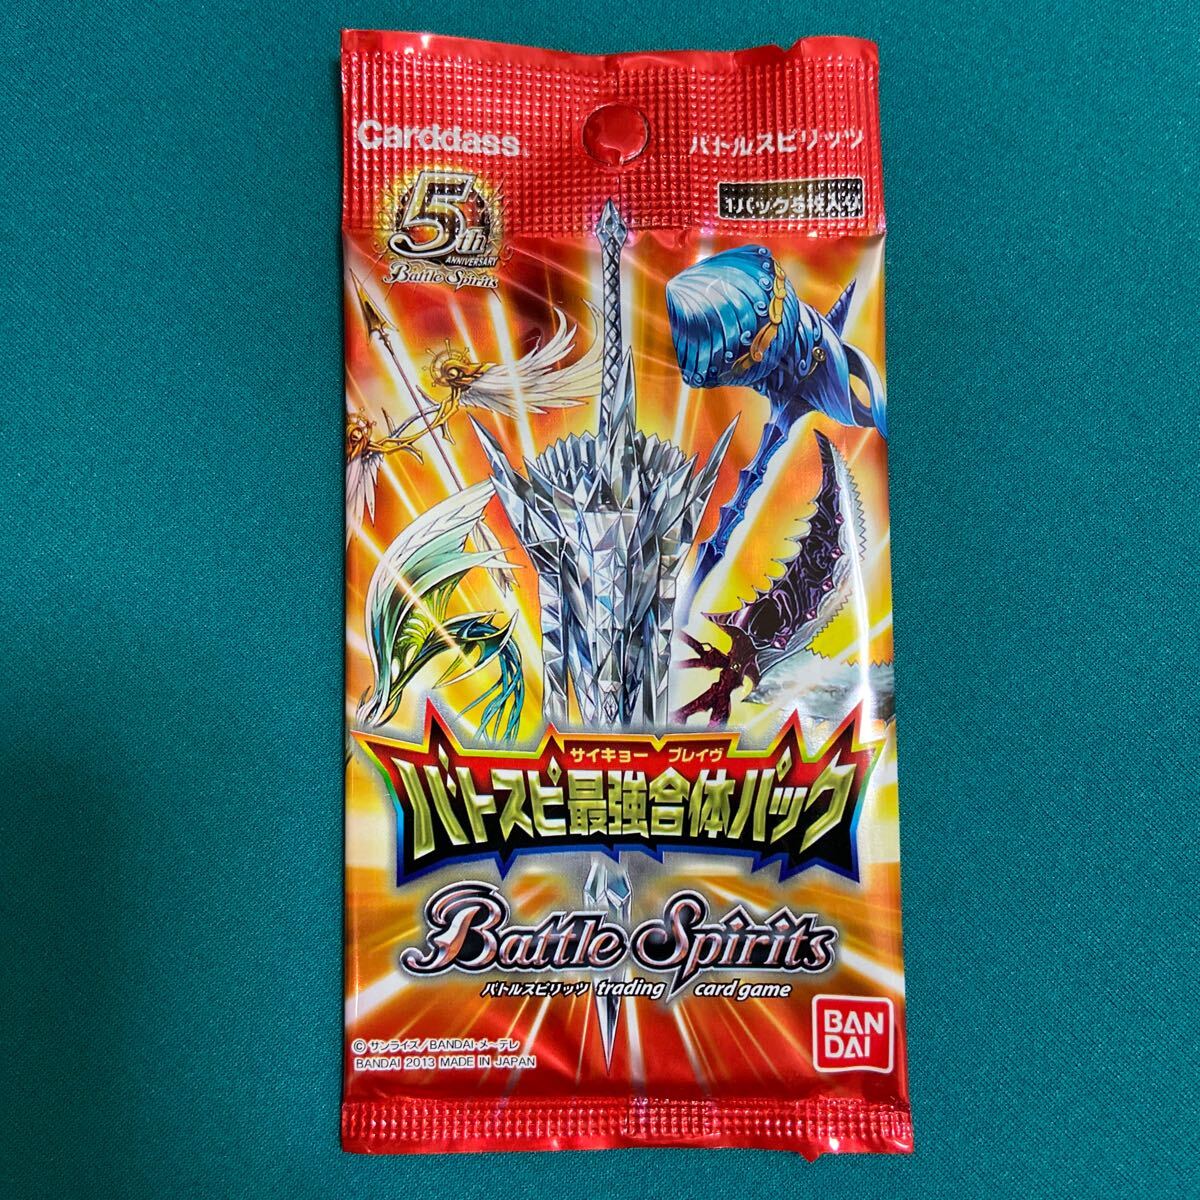 Carddass
バトルスピリッツ
1パック5枚入り
5th
ANNIVERSARY
Battle Spirits
サイキョー ブレイヴ
バトスピ最強合体パック
Battle Spirits
バトルスピリッツ trading card game
©サンライズ/BANDAI・メ~テレ
BANDAI 2013 MADE IN JAPAN
BAN
DAI